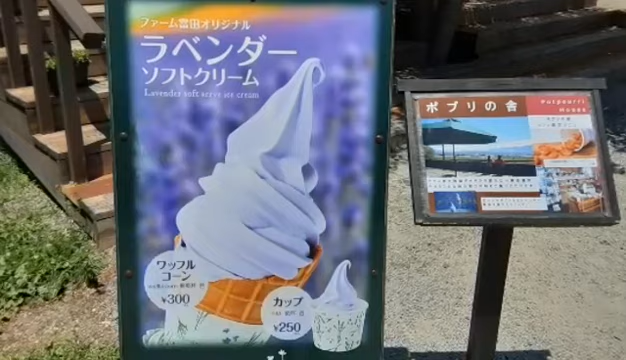 ファーム富田オリジナル
ラベンダー
ソフトクリーム
Lavender soft serve ice cream
ワッフル
コーン
¥300
カップ
¥250
ポプリの舎
Potpourri
House